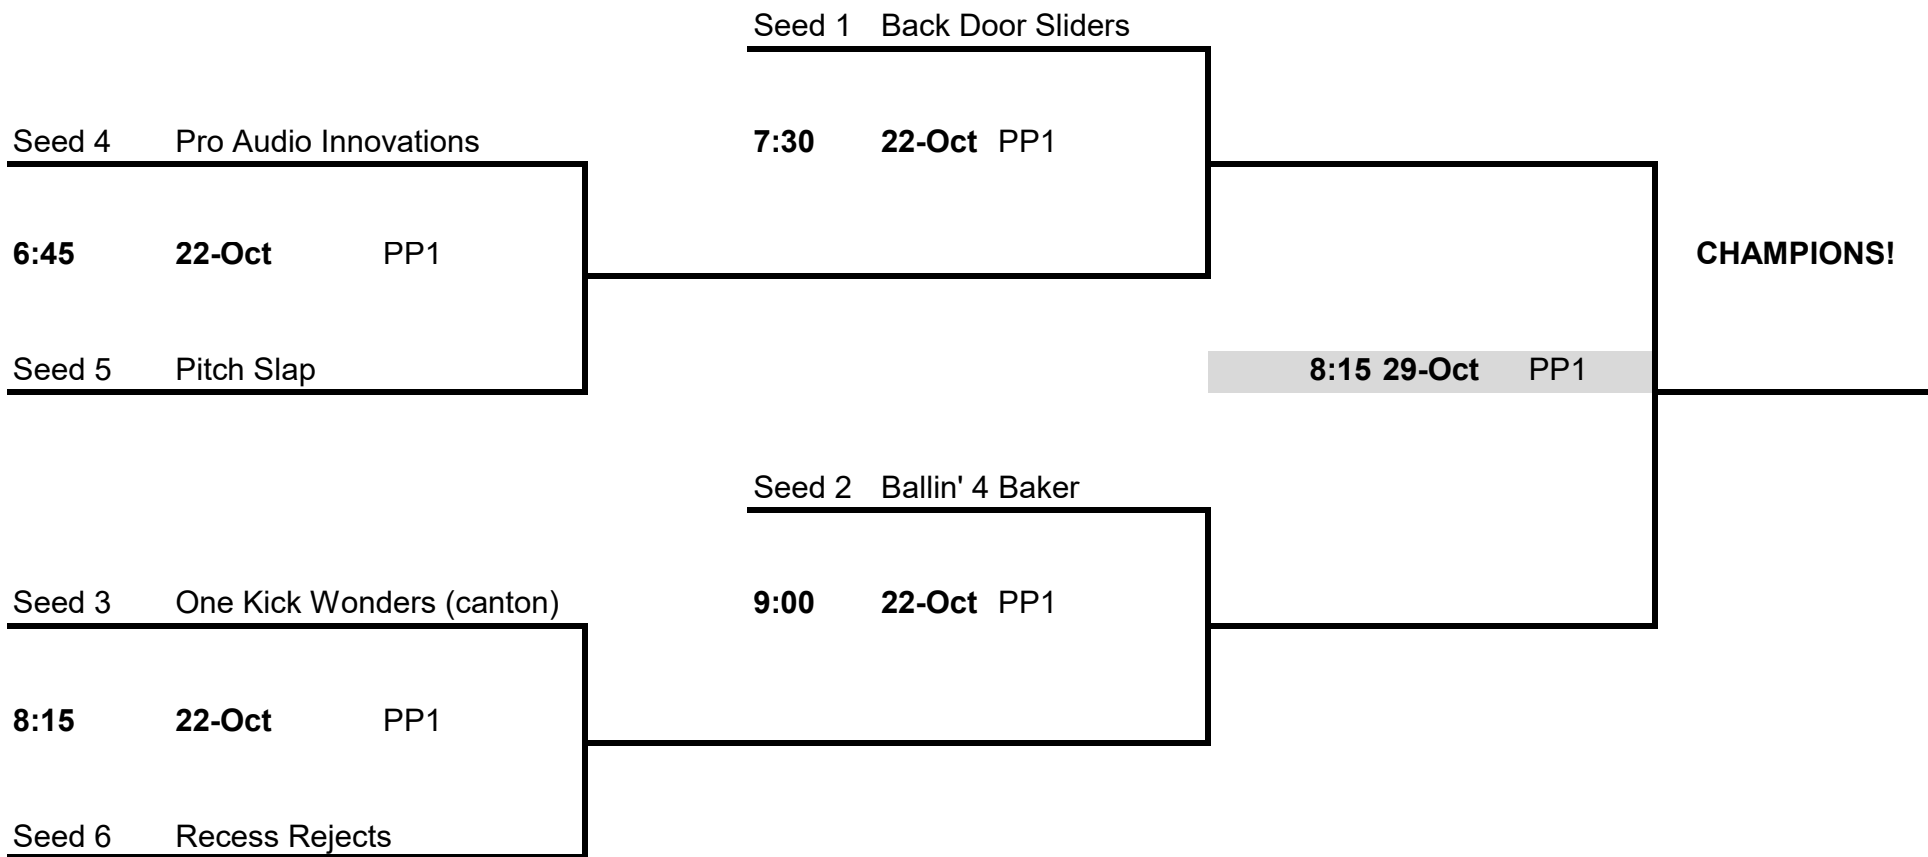 Seed 1 Back Door Sliders
Seed 4 Pro Audio Innovations 7:30 22-Oct PP1
6:45 22-Oct PP1 CHAMPIONS!
Seed 5 Pitch Slap 8:15 29-Oct PP1
Seed 2 Ballin' 4 Baker
Seed 3 One Kick Wonders (canton) 9:00 22-Oct PP1
8:15 22-Oct PP1
Seed 6 Recess Rejects